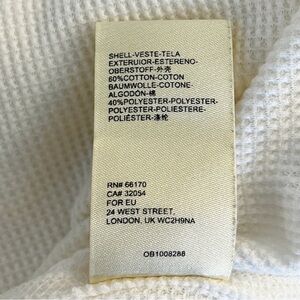 SHELL-VESTE-TELA
EXTERUIOR-ESTERENO-
OBERSTOFF-外壳
60%COTTON-COTON
BAUMWOLLE-COTONE-
ALGODÓN-棉
40%POLYESTER-POLYESTER-
POLYESTER-POLIESTERE-
POLIÉSTER-涤纶
RN# 66170
CA# 32054
FOR EU
24 WEST STREET,
LONDON, UK WC2H9NA
OB1008288